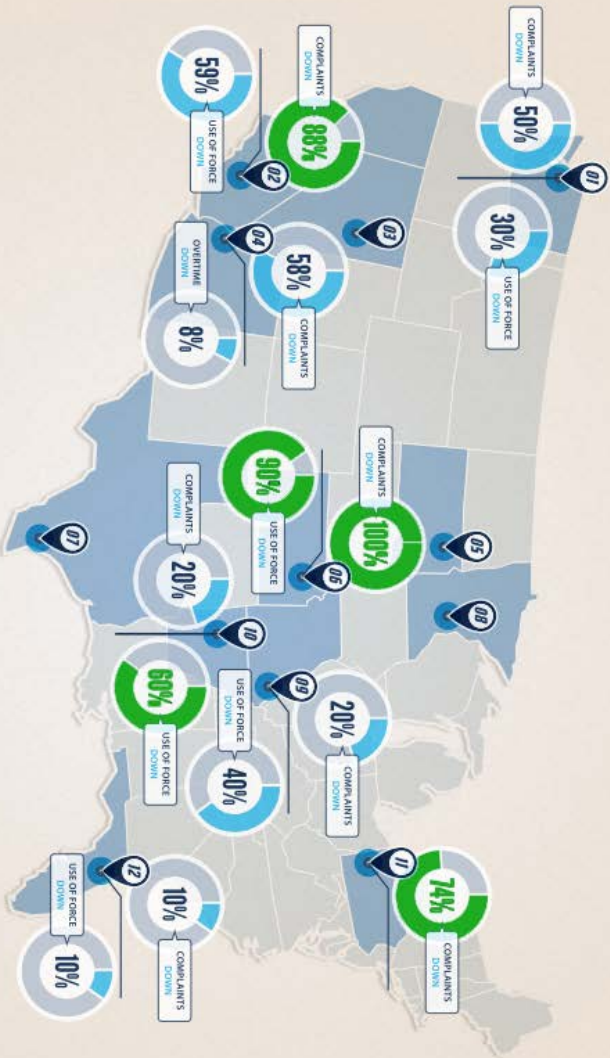 01
COMPLAINTS
DOWN
50%
30%
USE OF FORCE
DOWN
02
COMPLAINTS
DOWN
88%
59%
USE OF FORCE
DOWN
03
04
58%
COMPLAINTS
DOWN
OVERTIME
DOWN
8%
05
COMPLAINTS
DOWN
100%
06
90%
USE OF FORCE
DOWN
07
08
09
20%
COMPLAINTS
DOWN
USE OF FORCE
DOWN
40%
10
COMPLAINTS
DOWN
20%
60%
USE OF FORCE
DOWN
11
74%
COMPLAINTS
DOWN
12
10%
COMPLAINTS
DOWN
USE OF FORCE
DOWN
10%